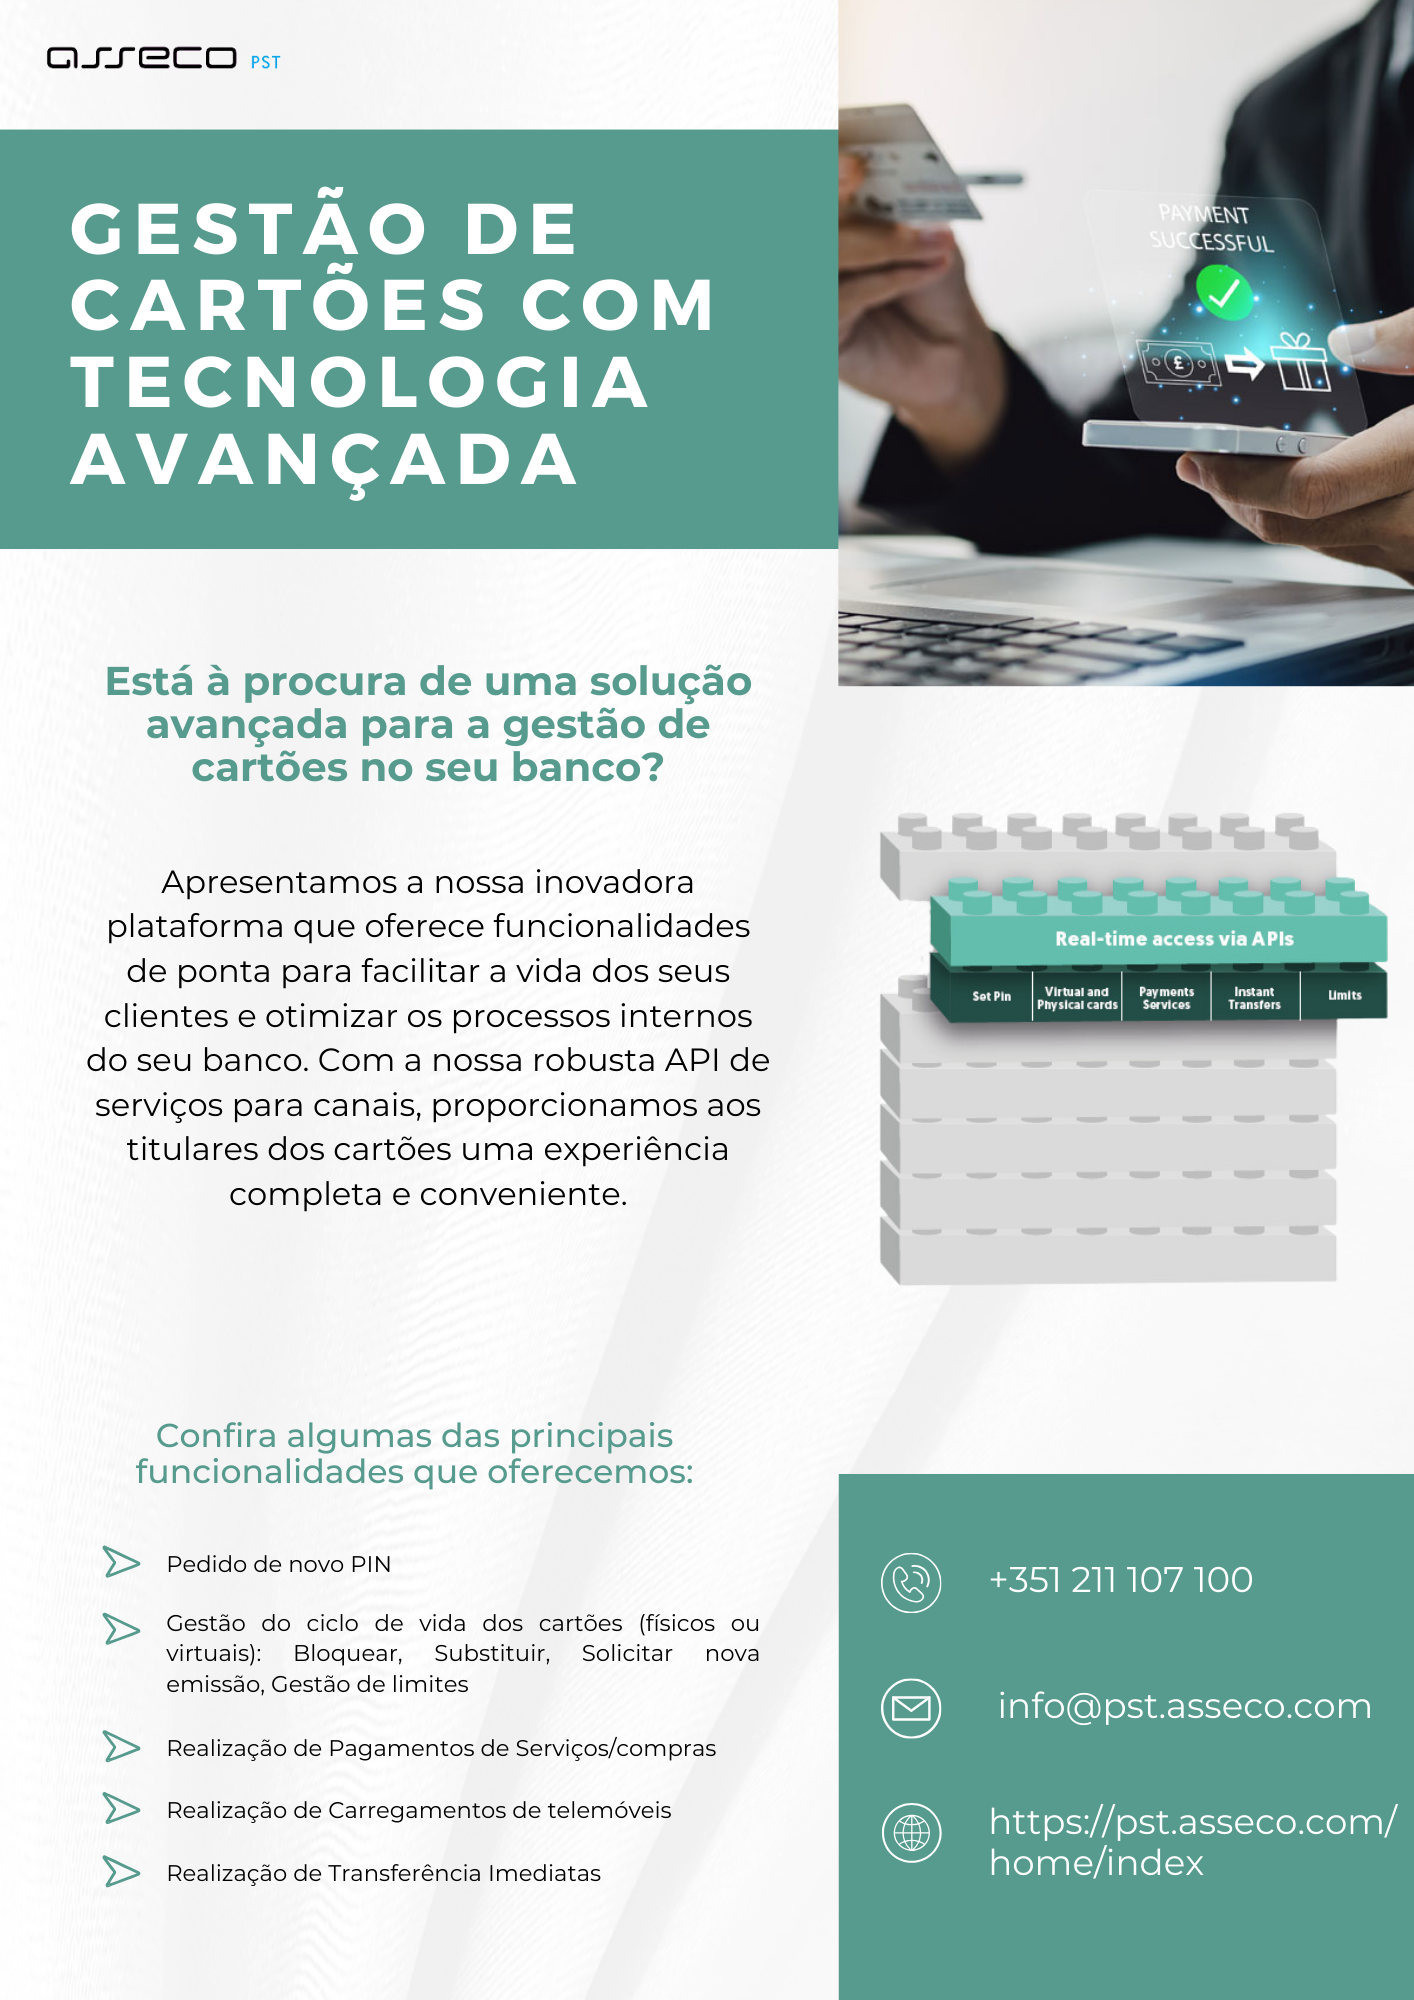 asseco PST
GESTÃO DE
CARTÕES COM
TECNOLOGIA
AVANÇADA
PAYMENT
SUCCESSFUL
£
Está à procura de uma solução
avançada para a gestão de
cartões no seu banco?
Apresentamos a nossa inovadora
plataforma que oferece funcionalidades
de ponta para facilitar a vida dos seus
clientes e otimizar os processos internos
do seu banco. Com a nossa robusta API de
serviços para canais, proporcionamos aos
titulares dos cartões uma experiência
completa e conveniente.
Real-time access via APIs
Set Pin
Virtual and
Physical cards
Payments
Services
Instant
Transfers
Limits
Confira algumas das principais
funcionalidades que oferecemos:
Pedido de novo PIN
Gestão do ciclo de vida dos cartões (físicos ou
virtuais): Bloquear, Substituir, Solicitar nova
emissão, Gestão de limites
Realização de Pagamentos de Serviços/compras
Realização de Carregamentos de telemóveis
Realização de Transferência Imediatas
+351 211 107 100
info@pst.asseco.com
https://pst.asseco.com/
home/index